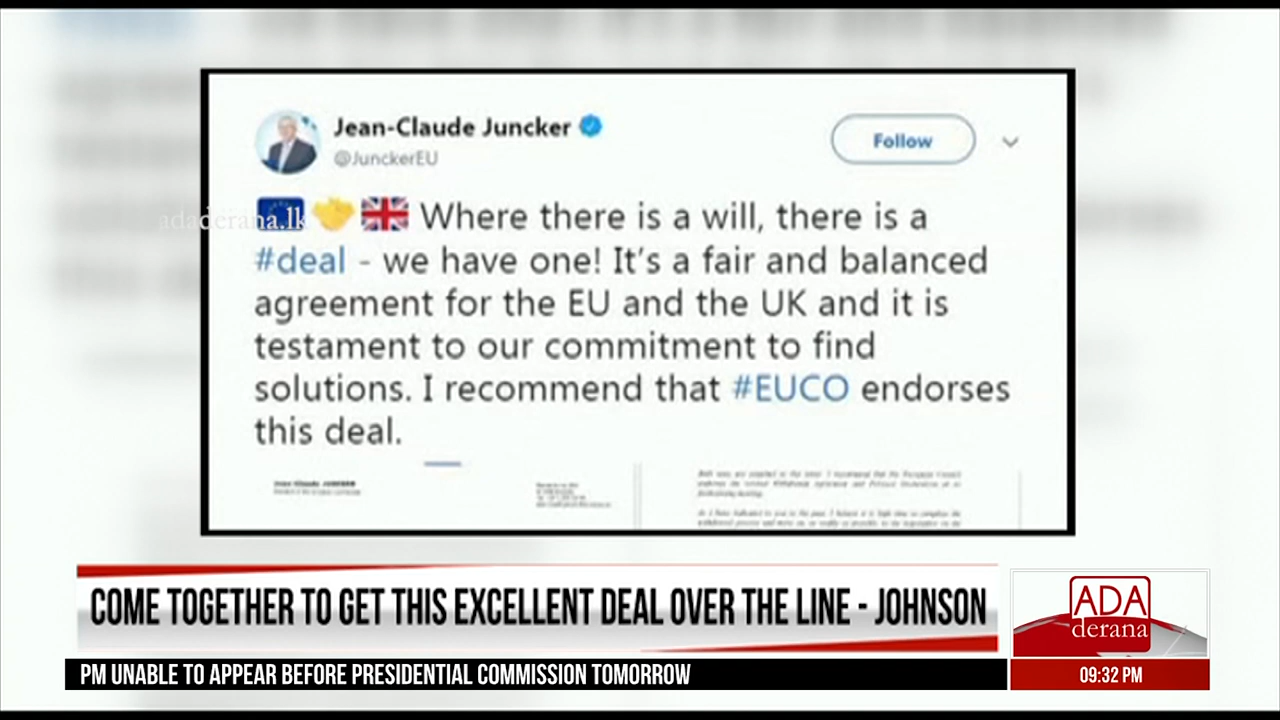 Jean-Claude Juncker
@JunckerEU
Follow
adaderana.lk
Where there is a will, there is a
#deal - we have one! It's a fair and balanced
agreement for the EU and the UK and it is
testament to our commitment to find
solutions. I recommend that #EUCO endorses
this deal.
Jean-Claude JUNCKER
COME TOGETHER TO GET THIS EXCELLENT DEAL OVER THE LINE - JOHNSON
ADA
derana
PM UNABLE TO APPEAR BEFORE PRESIDENTIAL COMMISSION TOMORROW
09:32 PM